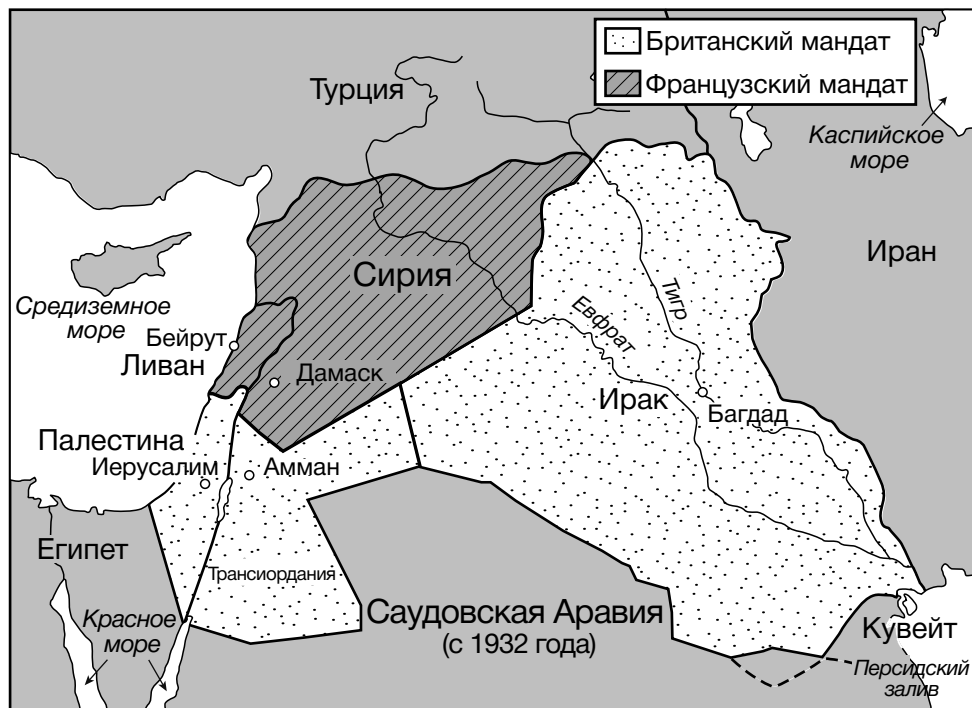 Британский мандат
Французский мандат
Турция
Каспийское
море
Иран
Сирия
Средиземное
море
Тигр
Евфрат
Бейрут
Ливан
Дамаск
Ирак
Багдад
Палестина
Иерусалим
Амман
Египет
Трансиордания
Красное
море
Саудовская Аравия
(с 1932 года)
Кувейт
Персидский
залив